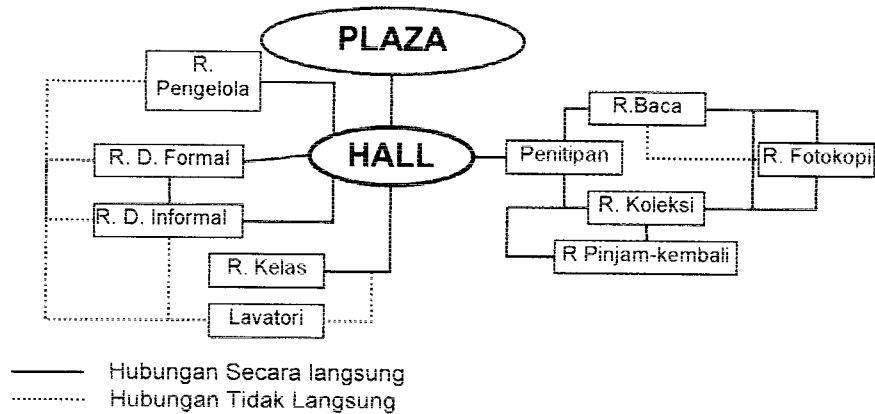 PLAZA
R.
Pengelola
HALL
R. D. Formal
R. D. Informal
R. Kelas
Lavatori
Penitipan
R.Baca
R. Fotokopi
R. Koleksi
R Pinjam-kembali
Hubungan Secara langsung
Hubungan Tidak Langsung